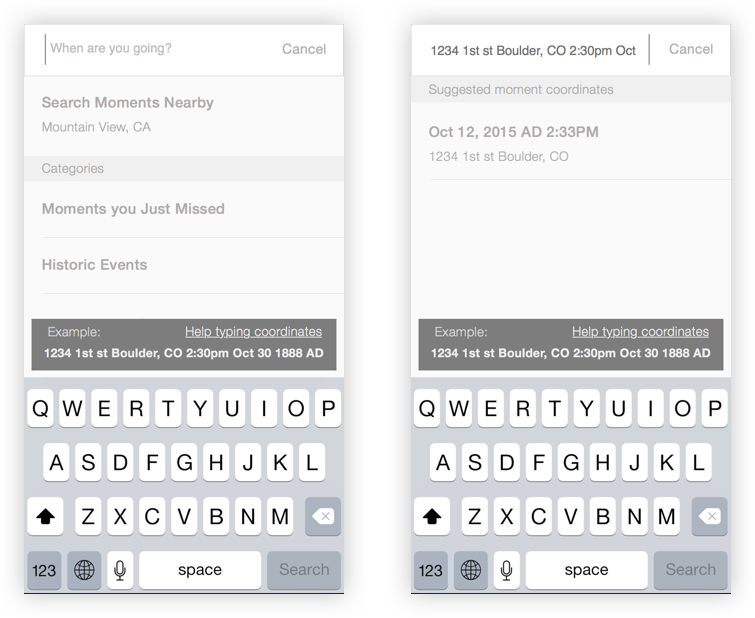 When are you going? Cancel
Search Moments Nearby
Mountain View, CA
Categories
Moments you Just Missed
Historic Events
Example: Help typing coordinates
1234 1st st Boulder, CO 2:30pm Oct 30 1888 AD
Q W E R T Y U I O P
A S D F G H J K L
Z X C V B N M
123 space Search
1234 1st st Boulder, CO 2:30pm Oct Cancel
Suggested moment coordinates
Oct 12, 2015 AD 2:33PM
1234 1st st Boulder, CO
Example: Help typing coordinates
1234 1st st Boulder, CO 2:30pm Oct 30 1888 AD
Q W E R T Y U I O P
A S D F G H J K L
Z X C V B N M
123 space Search